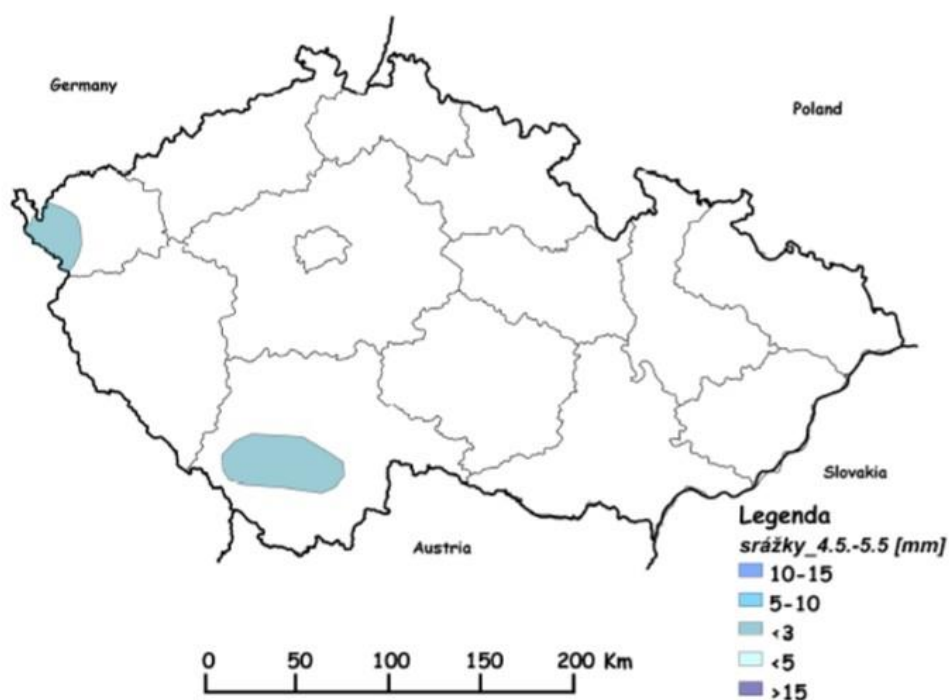 Germany
Poland
Slovakia
Austria
Legenda
srážky_4.5.-5.5 [mm]
10-15
5-10
<3
<5
>15
0 50 100 150 200 Km